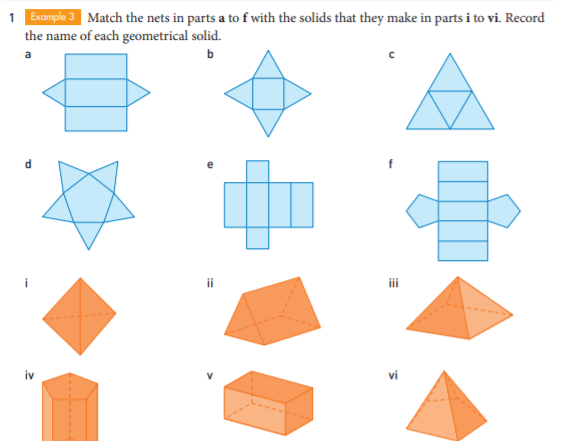 1 Example 3 Match the nets in parts a to f with the solids that they make in parts i to vi. Record
the name of each geometrical solid.
a b c
d e f
i ii iii
iv v vi